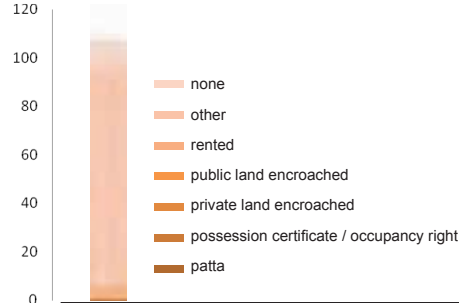 120
100
80
60
40
20
0
none
other
rented
public land encroached
private land encroached
possession certificate / occupancy right
patta